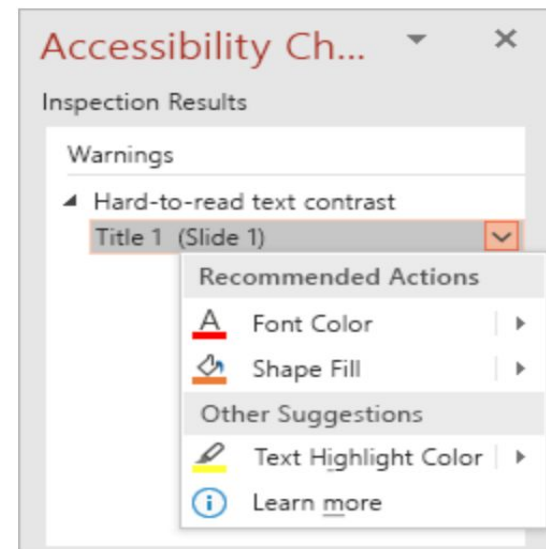 Accessibility Ch...
Inspection Results
Warnings
Hard-to-read text contrast
Title 1 (Slide 1)
Recommended Actions
Font Color
Shape Fill
Other Suggestions
Text Highlight Color
Learn more